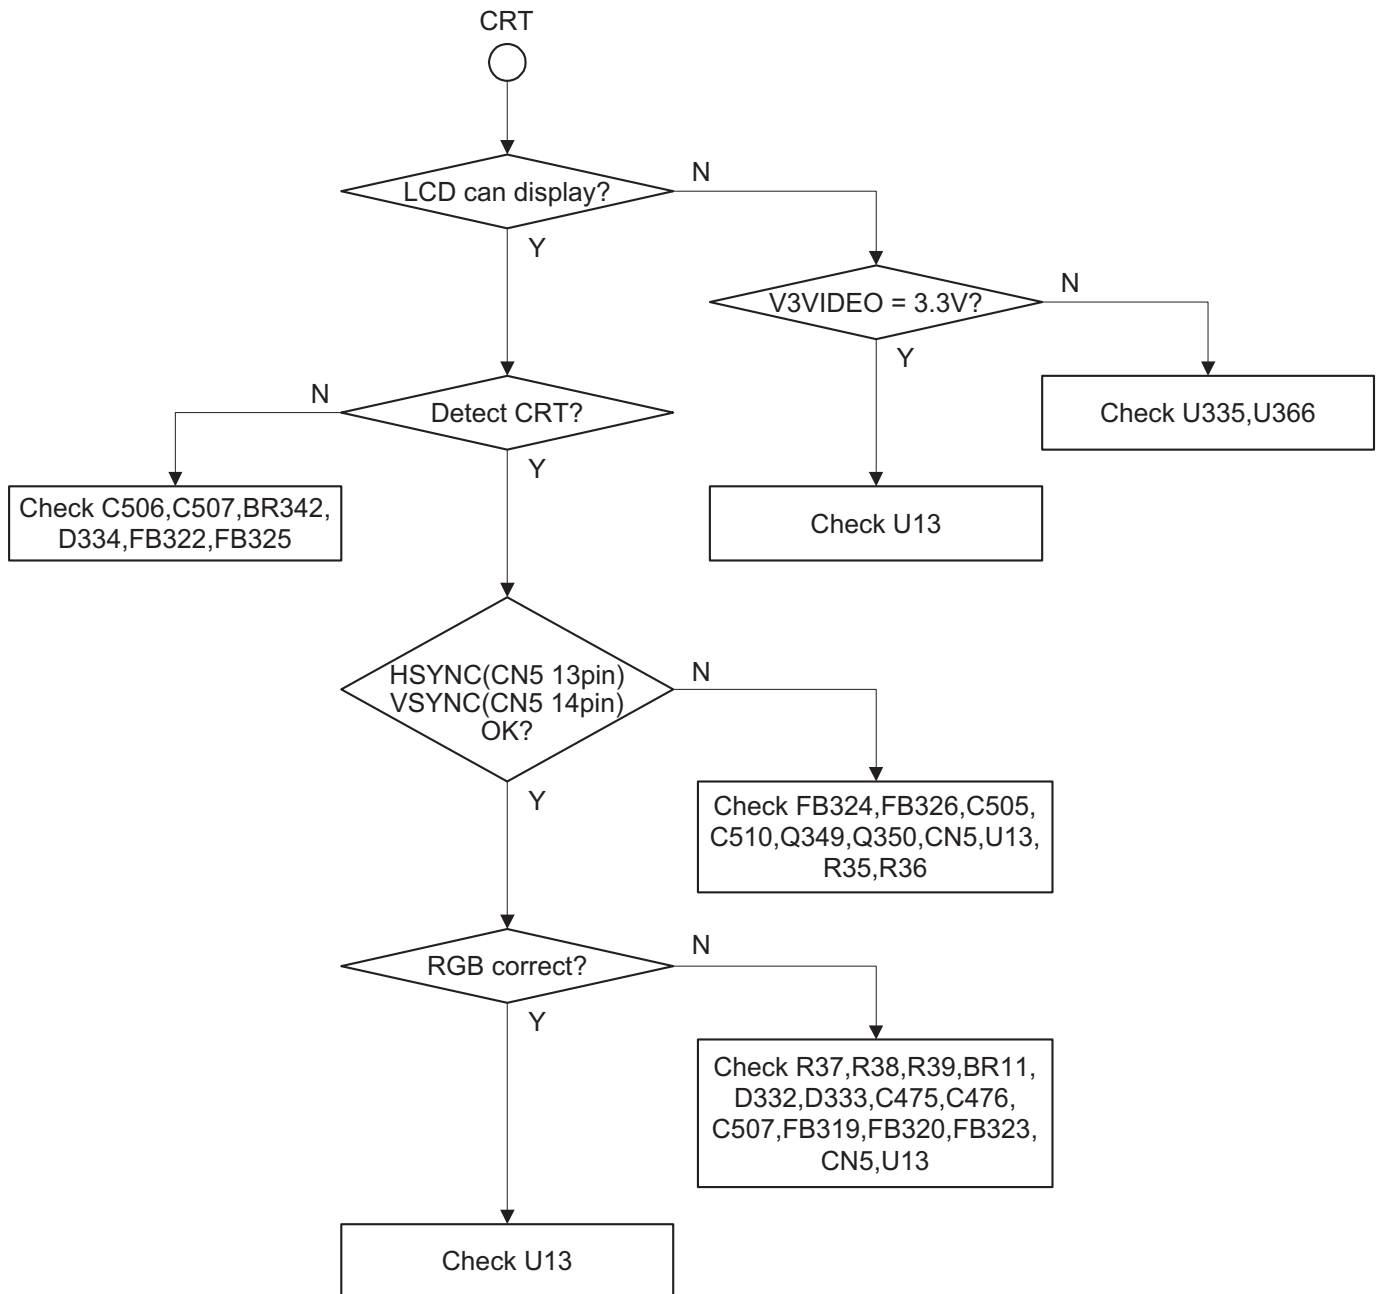 CRT
LCD can display?
N
Y
V3VIDEO = 3.3V?
N
Y
Check U335,U366
Check U13
Detect CRT?
N
Y
Check C506,C507,BR342,
D334,FB322,FB325
HSYNC(CN5 13pin)
VSYNC(CN5 14pin)
OK?
N
Y
Check FB324,FB326,C505,
C510,Q349,Q350,CN5,U13,
R35,R36
RGB correct?
N
Y
Check R37,R38,R39,BR11,
D332,D333,C475,C476,
C507,FB319,FB320,FB323,
CN5,U13
Check U13